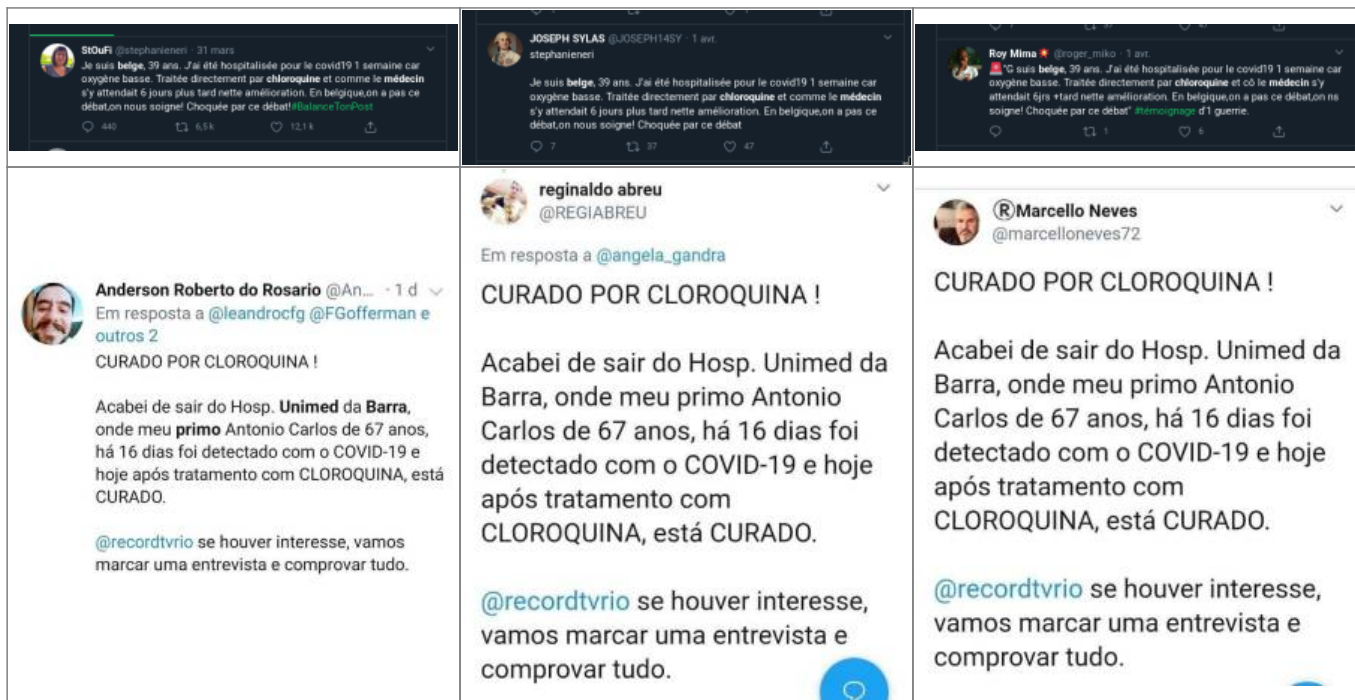 StOuFi @stephanieneri · 31 mars
Je suis belge, 39 ans. J'ai été hospitalisée pour le covid19 1 semaine car
oxygène basse. Traitée directement par chloroquine et comme le médecin
s'y attendait 6 jours plus tard nette amélioration. En belgique,on a pas ce
débat,on nous soigne! Choquée par ce débat!#BalanceTonPost
440 6,5k 12,1k
JOSEPH SYLAS @JOSEPH14SY · 1 avr.
stephanieneri
Je suis belge, 39 ans. J'ai été hospitalisée pour le covid19 1 semaine car
oxygène basse. Traitée directement par chloroquine et comme le médecin
s'y attendait 6 jours plus tard nette amélioration. En belgique,on a pas ce
débat,on nous soigne! Choquée par ce débat
7 37 47
Roy Mima @roger_miko · 1 avr.
"G suis belge, 39 ans. J'ai été hospitalisée pour le covid19 1 semaine car
oxygène basse. Traitée directement par chloroquine et cô le médecin s'y
attendait 6jrs +tard nette amélioration. En belgique,on a pas ce débat,on ns
soigne! Choquée par ce débat" #témoignage d'1 guerrie.
1 6
Anderson Roberto do Rosario @An... · 1 d
Em resposta a @leandrocfg @FGofferman e
outros 2
CURADO POR CLOROQUINA !
Acabei de sair do Hosp. Unimed da Barra,
onde meu primo Antonio Carlos de 67 anos,
há 16 dias foi detectado com o COVID-19 e
hoje após tratamento com CLOROQUINA, está
CURADO.
@recordtvrio se houver interesse, vamos
marcar uma entrevista e comprovar tudo.
reginaldo abreu
@REGIABREU
Em resposta a @angela_gandra
CURADO POR CLOROQUINA !
Acabei de sair do Hosp. Unimed da
Barra, onde meu primo Antonio
Carlos de 67 anos, há 16 dias foi
detectado com o COVID-19 e hoje
após tratamento com
CLOROQUINA, está CURADO.
@recordtvrio se houver interesse,
vamos marcar uma entrevista e
comprovar tudo.
®Marcello Neves
@marcelloneves72
CURADO POR CLOROQUINA !
Acabei de sair do Hosp. Unimed da
Barra, onde meu primo Antonio
Carlos de 67 anos, há 16 dias foi
detectado com o COVID-19 e hoje
após tratamento com
CLOROQUINA, está CURADO.
@recordtvrio se houver interesse,
vamos marcar uma entrevista e
comprovar tudo.